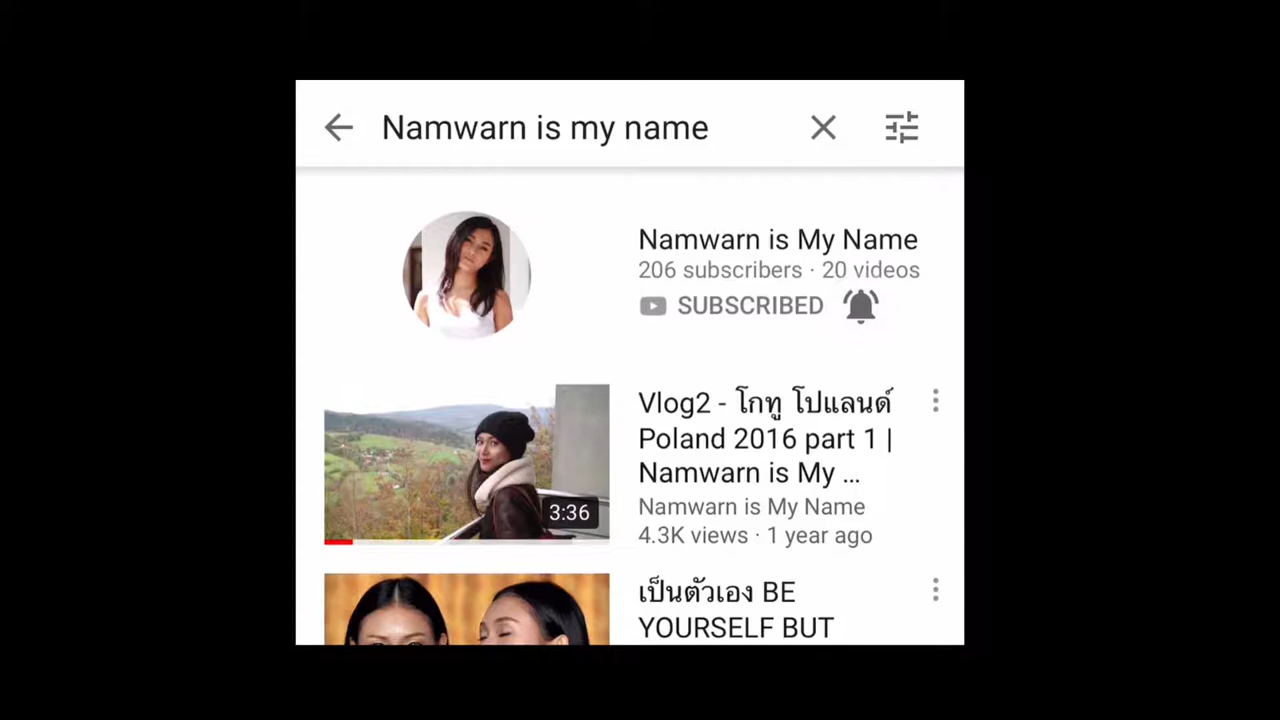 Namwarn is my name
Namwarn is My Name
206 subscribers · 20 videos
SUBSCRIBED
Vlog2 - โกทู โปแลนด์
Poland 2016 part 1 |
Namwarn is My ...
Namwarn is My Name
4.3K views · 1 year ago
3:36
เป็นตัวเอง BE
YOURSELF BUT